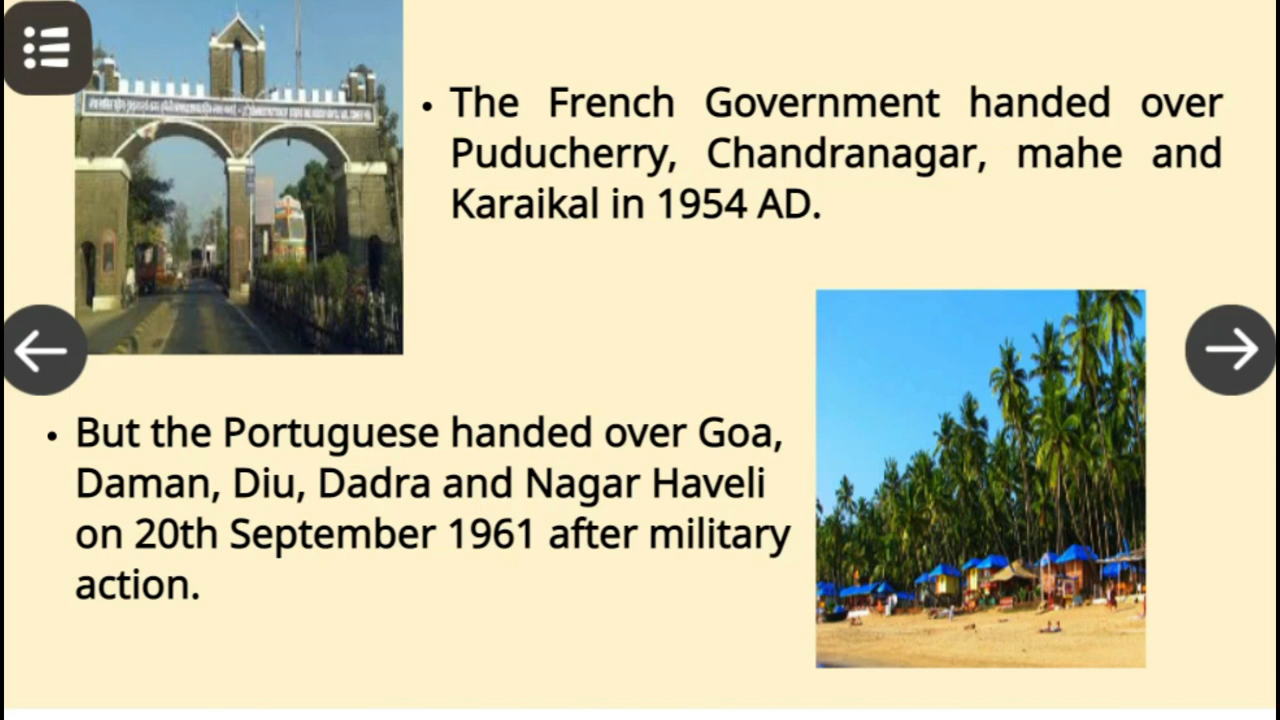 • The French Government handed over
Puducherry, Chandranagar, mahe and
Karaikal in 1954 AD.
• But the Portuguese handed over Goa,
Daman, Diu, Dadra and Nagar Haveli
on 20th September 1961 after military
action.